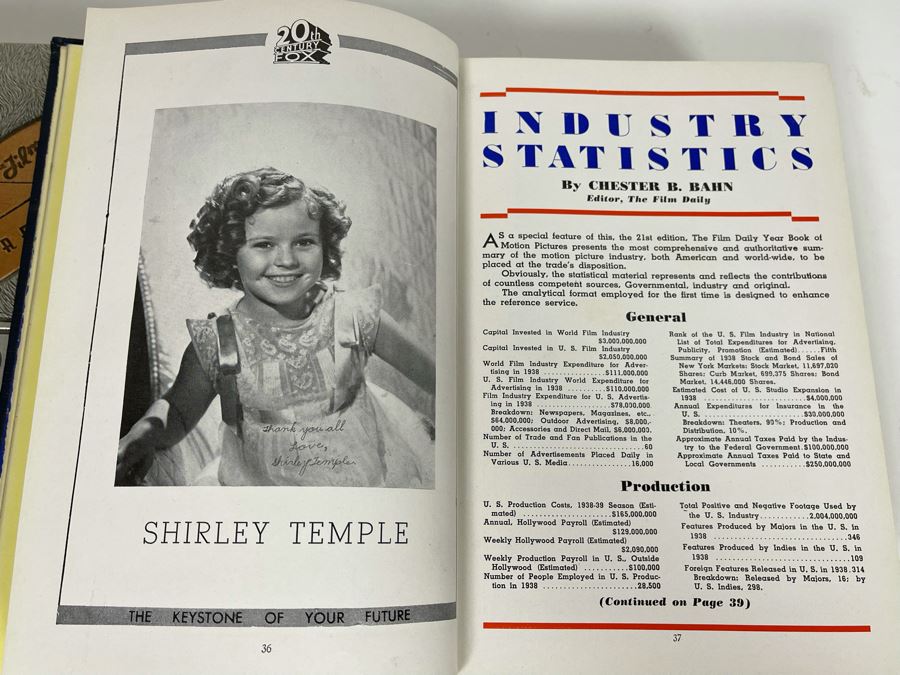 Film
20th
CENTURY
FOX
Thank you all
Love,
Shirley Temple
SHIRLEY TEMPLE
THE KEYSTONE OF YOUR FUTURE
36
INDUSTRY
STATISTICS
By CHESTER B. BAHN
Editor, The Film Daily
AS a special feature of this, the 21st edition, The Film Daily Year Book of
Motion Pictures presents the most comprehensive and authoritative sum-
mary of the motion picture industry, both American and world-wide, to be
placed at the trade's disposition.
Obviously, the statistical material represents and reflects the contributions
of countless competent sources, Governmental, industry and original.
The analytical format employed for the first time is designed to enhance
the reference service.
General
Capital Invested in World Film Industry
$3,000,000,000
Capital Invested in U. S. Film Industry
$2,050,000,000
World Film Industry Expenditure for Adver-
tising in 1938 ................$111,000,000
U. S. Film Industry World Expenditure for
Advertising in 1938 ..........$110,000,000
Film Industry Expenditure for U. S. Advertis-
ing in 1938 ..................$78,000,000
Breakdown: Newspapers, Magazines, etc.,
$64,000,000; Outdoor Advertising, $8,000,-
000; Accessories and Direct Mail, $6,000,000.
Number of Trade and Fan Publications in the
U. S. ................................60
Number of Advertisements Placed Daily in
Various U. S. Media................16,000
Rank of the U. S. Film Industry in National
List of Total Expenditures for Advertising,
Publicity, Promotion (Estimated)......Fifth
Summary of 1938 Stock and Bond Sales of
New York Markets: Stock Market, 11,697,020
Shares; Curb Market, 699,375 Shares; Bond
Market, 14,446,000 Shares.
Estimated Cost of U. S. Studio Expansion in
1938 ............................$4,000,000
Annual Expenditures for Insurance in the
U. S. ..........................$30,000,000
Breakdown: Theaters, 90%; Production and
Distribution, 10%.
Approximate Annual Taxes Paid by the Indus-
try to the Federal Government.$100,000,000
Approximate Annual Taxes Paid to State and
Local Governments ............$250,000,000
Production
U. S. Production Costs, 1938-39 Season (Esti-
mated) ......................$165,000,000
Annual, Hollywood Payroll (Estimated)
$129,000,000
Weekly Hollywood Payroll (Estimated)
$2,090,000
Weekly Production Payroll in U. S., Outside
Hollywood (Estimated) ...........$100,000
Number of People Employed in U. S. Produc-
tion in 1938 .......................28,500
Total Positive and Negative Footage Used by
the U. S. Industry...........2,004,000,000
Features Produced by Majors in the U. S. in
1938 .................................346
Features Produced by Indies in the U. S. in
1938 .................................109
Foreign Features Released in U. S. in 1938.314
Breakdown: Released by Majors, 16; by
U. S. Indies, 298.
(Continued on Page 39)
37